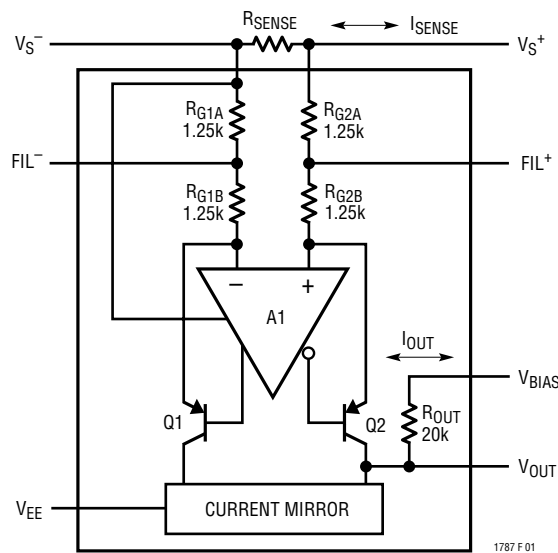 RSENSE
ISENSE
VS–
VS+
RG1A
1.25k
RG2A
1.25k
FIL–
FIL+
RG1B
1.25k
RG2B
1.25k
– +
A1
IOUT
VBIAS
Q1
Q2
ROUT
20k
VOUT
VEE
CURRENT MIRROR
1787 F 01